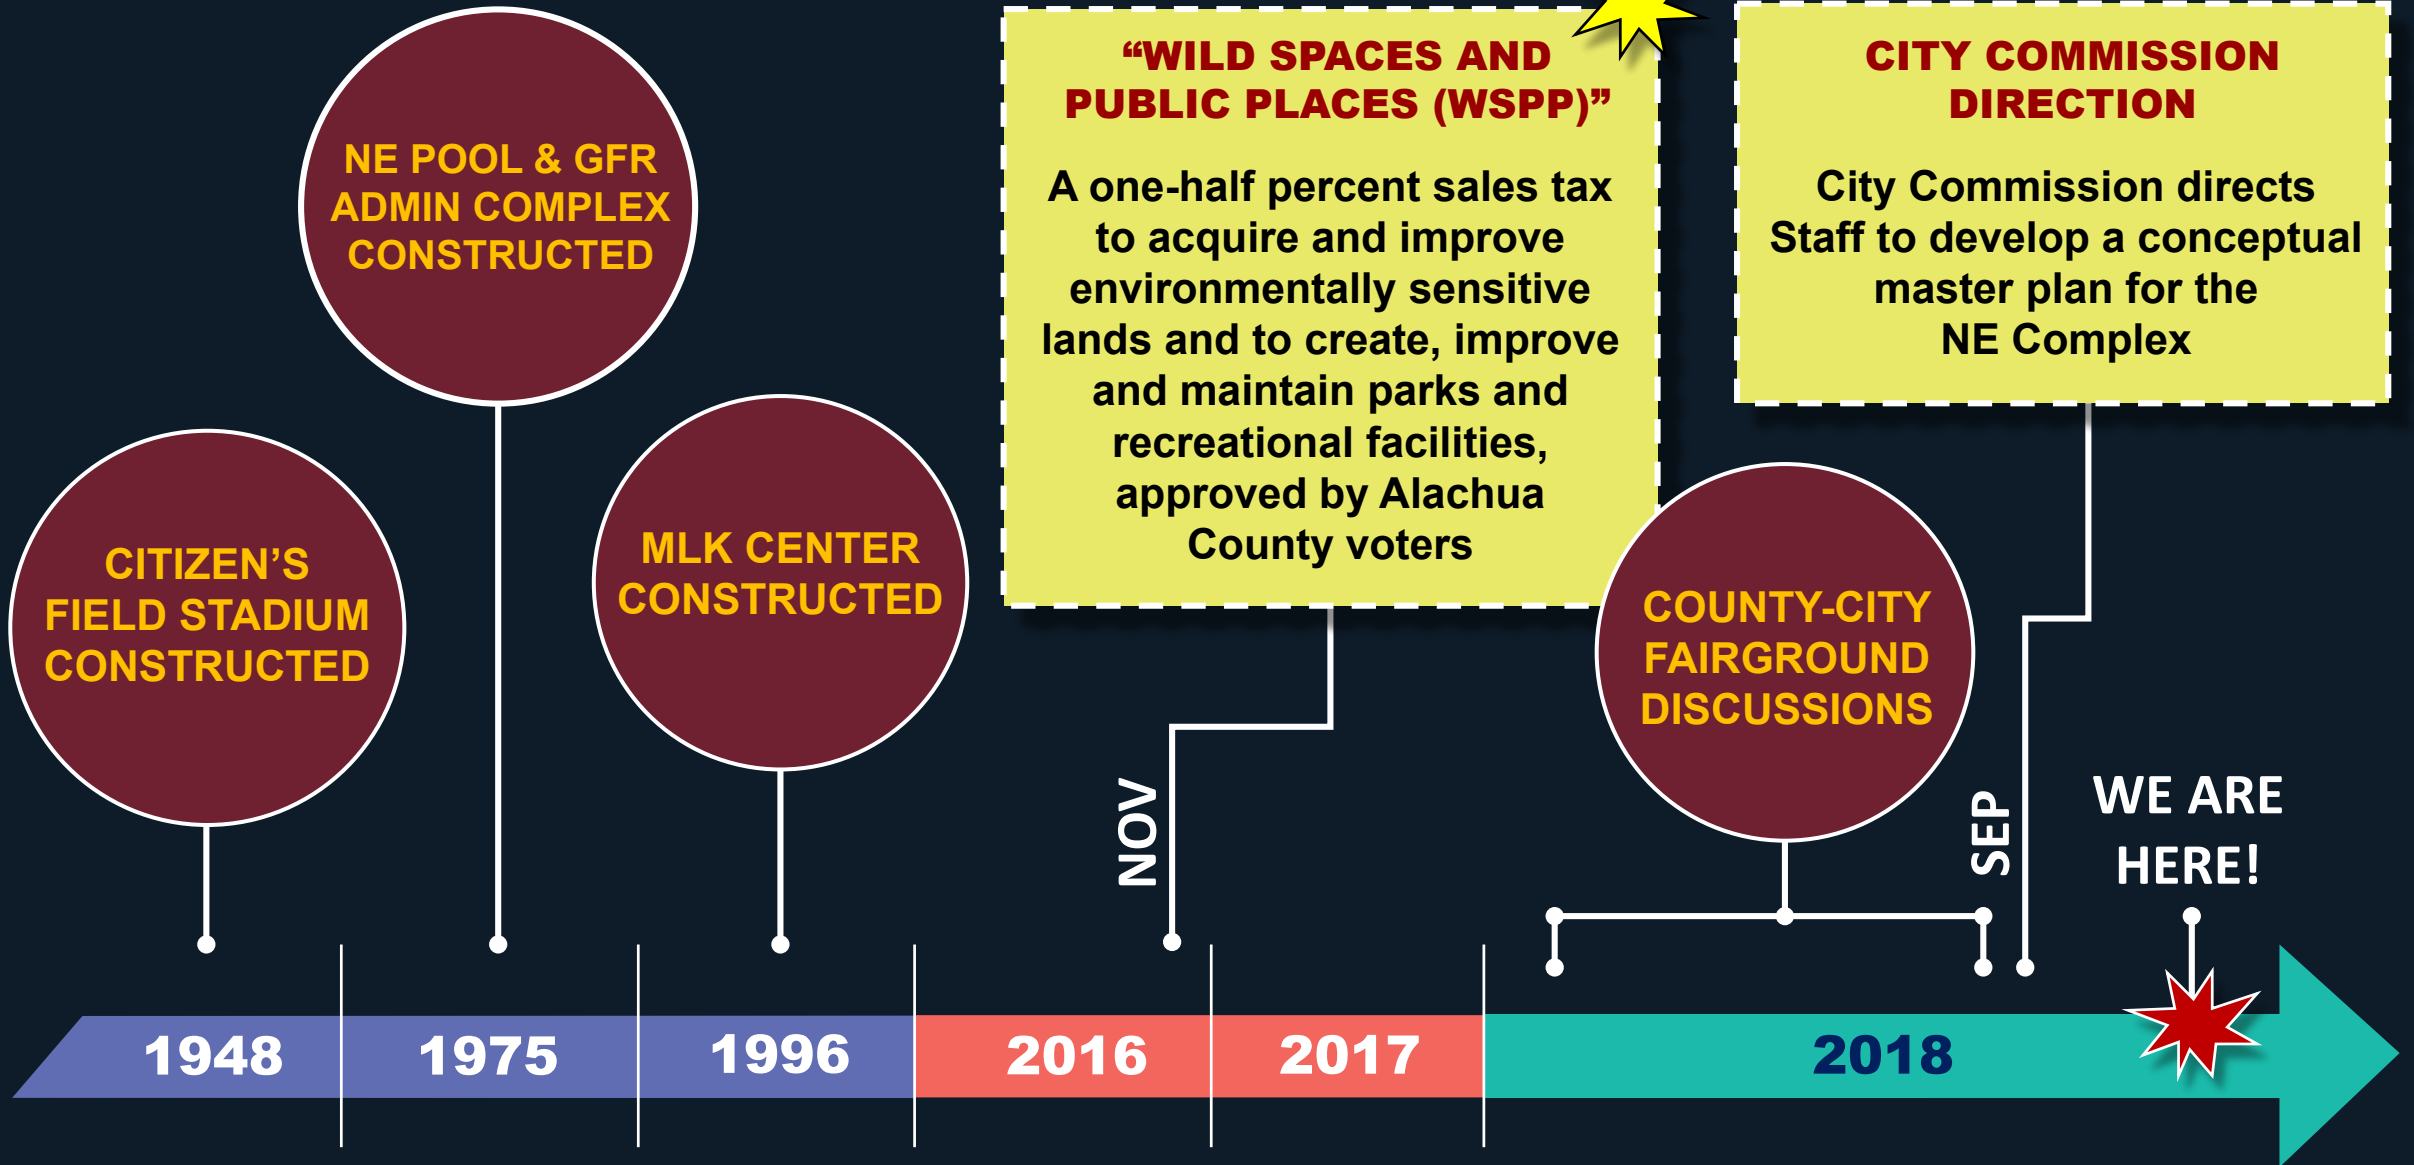 NE POOL & GFR
ADMIN COMPLEX
CONSTRUCTED
“WILD SPACES AND
PUBLIC PLACES (WSPP)”
A one-half percent sales tax
to acquire and improve
environmentally sensitive
lands and to create, improve
and maintain parks and
recreational facilities,
approved by Alachua
County voters
CITY COMMISSION
DIRECTION
City Commission directs
Staff to develop a conceptual
master plan for the
NE Complex
CITIZEN’S
FIELD STADIUM
CONSTRUCTED
MLK CENTER
CONSTRUCTED
COUNTY-CITY
FAIRGROUND
DISCUSSIONS
NOV
SEP
WE ARE
HERE!
1948
1975
1996
2016
2017
2018